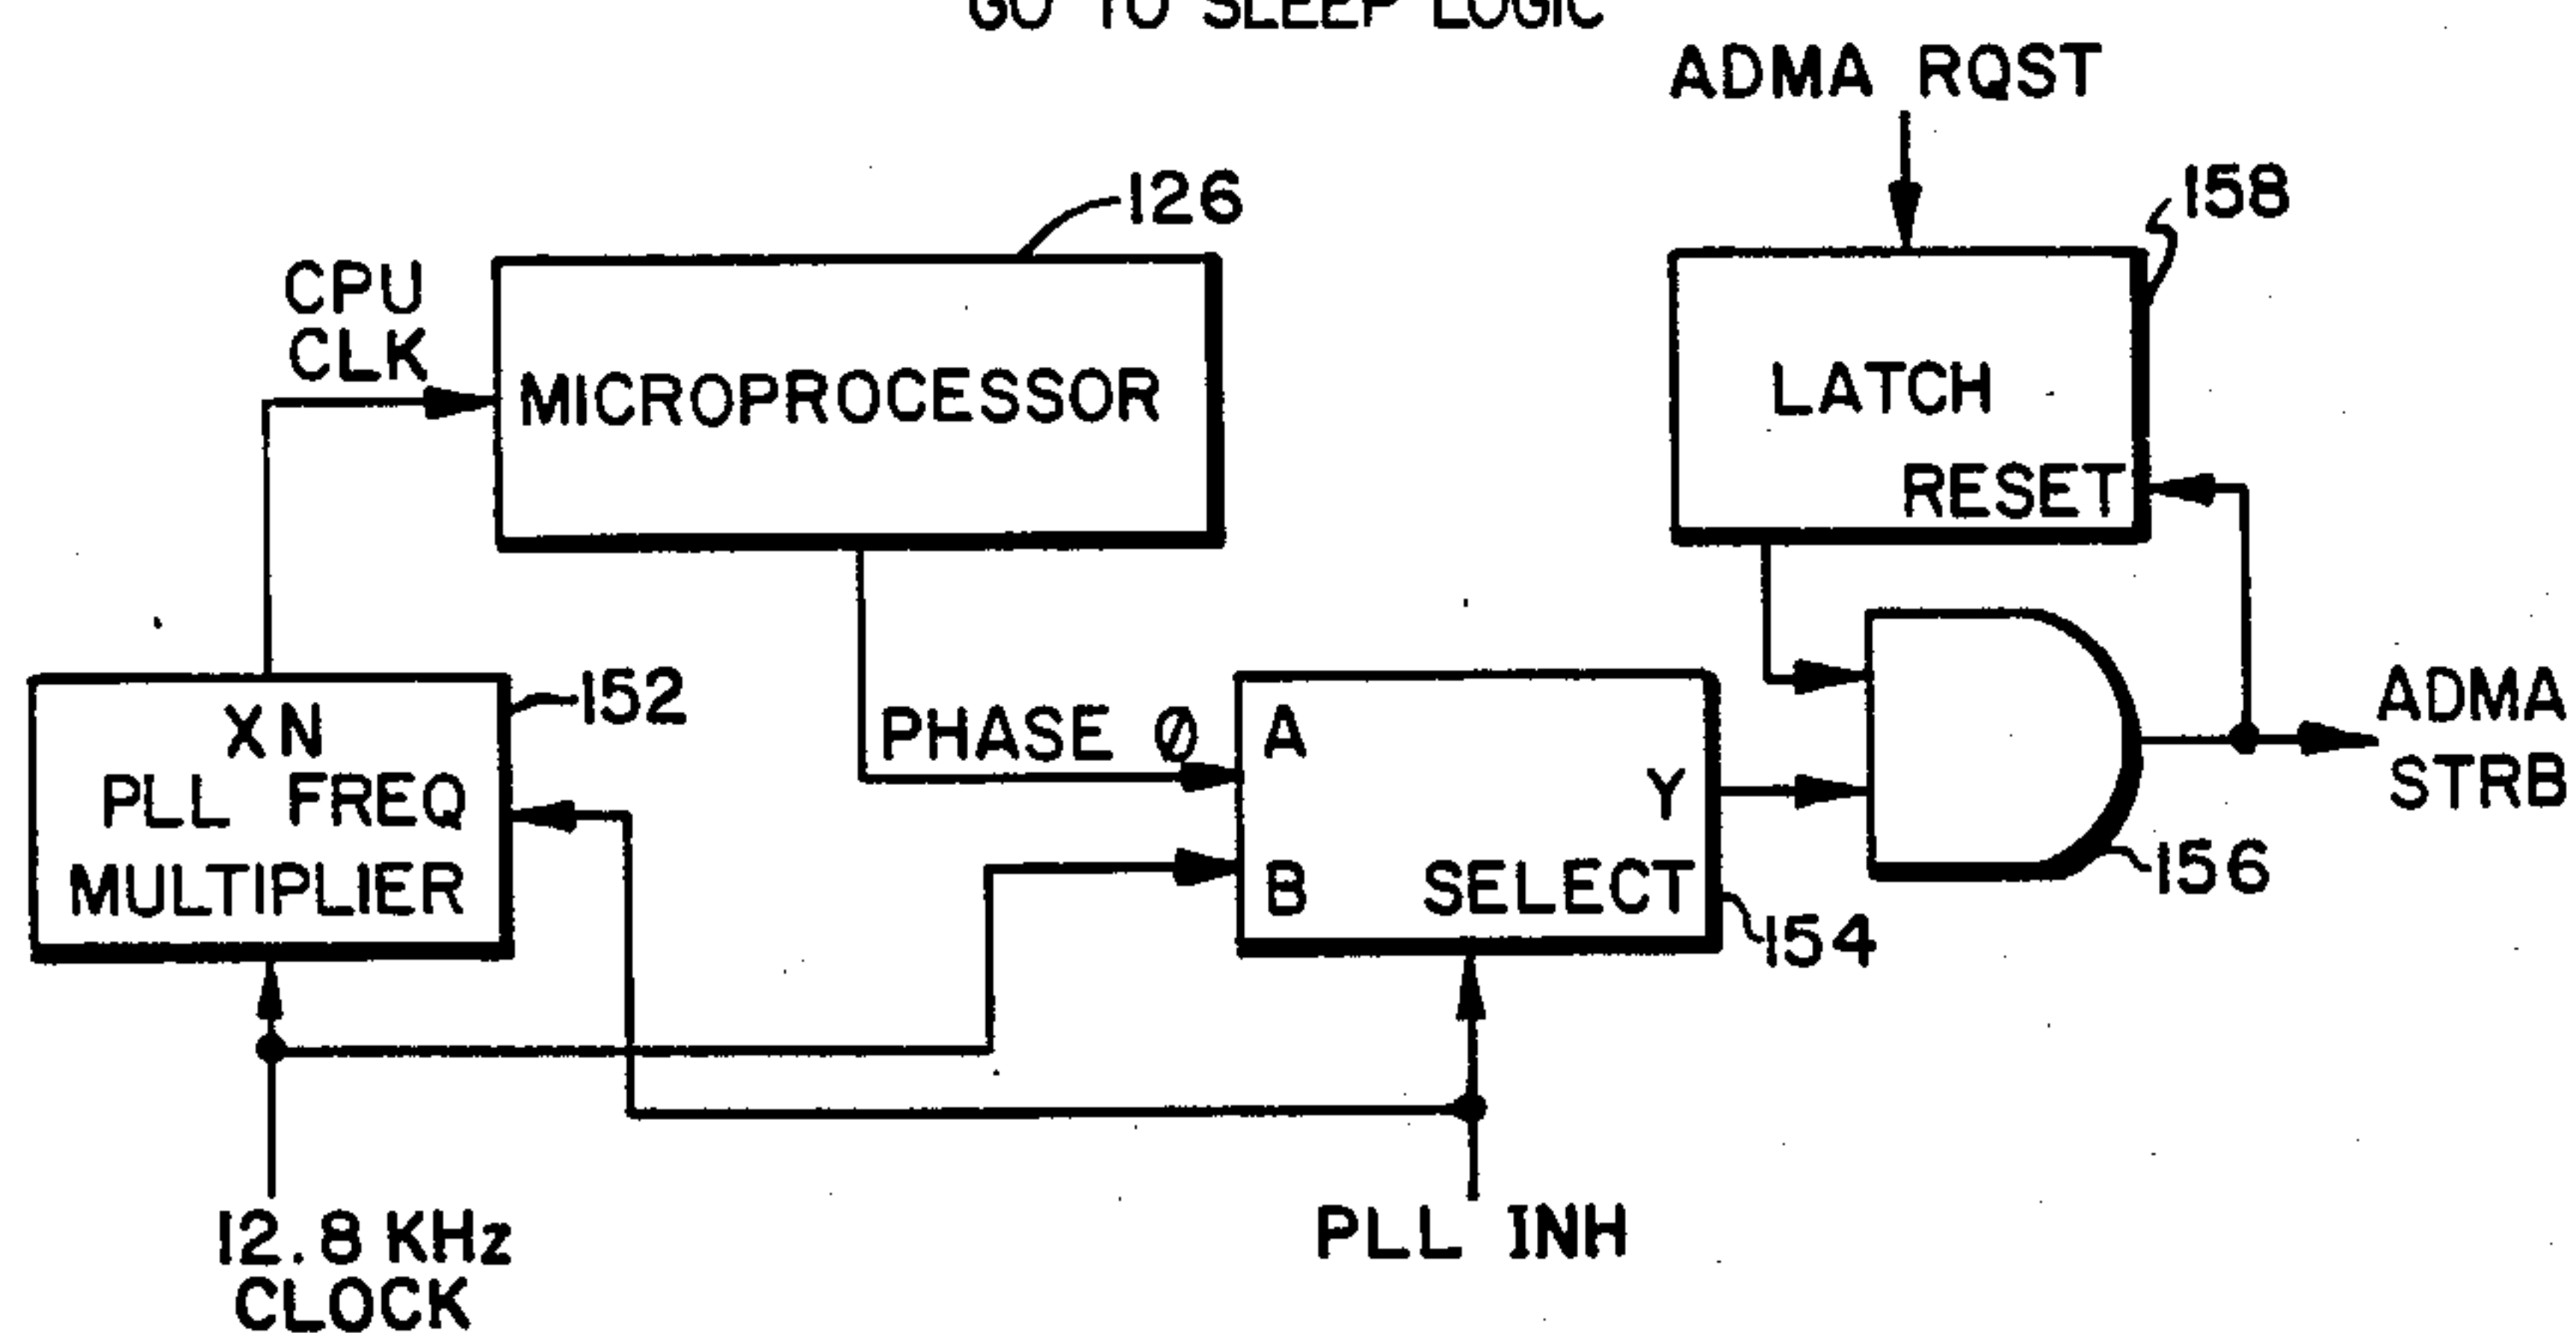 GO TO SLEEP LOGIC
ADMA RQST
126
158
CPU
CLK
MICROPROCESSOR
LATCH
RESET
152
XN
PLL FREQ
MULTIPLIER
PHASE Ø
A
Y
B
SELECT
ADMA
STRB
156
154
12.8 KHz
CLOCK
PLL INH